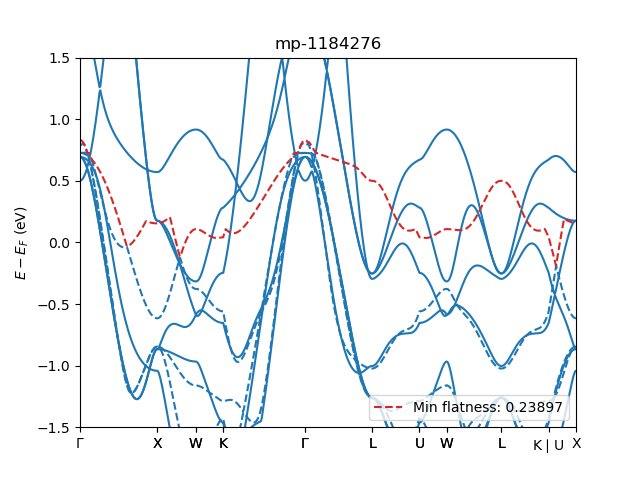 mp-1184276
E − E_F (eV)
1.5
1.0
0.5
0.0
−0.5
−1.0
−1.5
Min flatness: 0.23897
Γ X W K Γ L U W L K | U X